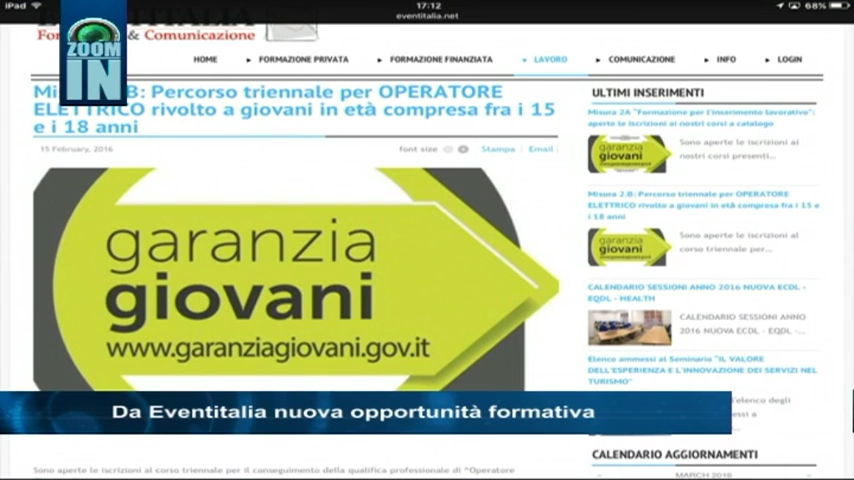 iPad
17:12
68%
eventitalia.net
& Comunicazione
ZOOM
IN
HOME
FORMAZIONE PRIVATA
FORMAZIONE FINANZIATA
LAVORO
COMUNICAZIONE
INFO
LOGIN
B: Percorso triennale per OPERATORE
ELETTRICO rivolto a giovani in età compresa fra i 15
e i 18 anni
15 February, 2016
font size
Stampa
Email
garanzia
giovani
www.garanziagiovani.gov.it
Da Eventitalia nuova opportunità formativa
Sono aperte le iscrizioni al corso triennale per il conseguimento della qualifica professionale di "Operatore
ULTIMI INSERIMENTI
Misura 2A "Formazione per l'inserimento lavorativo":
aperte le iscrizioni ai nostri corsi a catalogo
garanzia
giovani
Sono aperte le iscrizioni ai
nostri corsi presenti...
Misura 2.B: Percorso triennale per OPERATORE
ELETTRICO rivolto a giovani in età compresa fra i 15 e
i 18 anni
garanzia
giovani
Sono aperte le iscrizioni al
corso triennale per...
CALENDARIO SESSIONI ANNO 2016 NUOVA ECDL -
EQDL - HEALTH
CALENDARIO SESSIONI ANNO
2016 NUOVA ECDL - EQDL -...
Elenco ammessi al Seminario "IL VALORE
DELL'ESPERIENZA E L'INNOVAZIONE DEI SERVIZI NEL
TURISMO"
l'elenco degli
CALENDARIO AGGIORNAMENTI
MARCH 2016